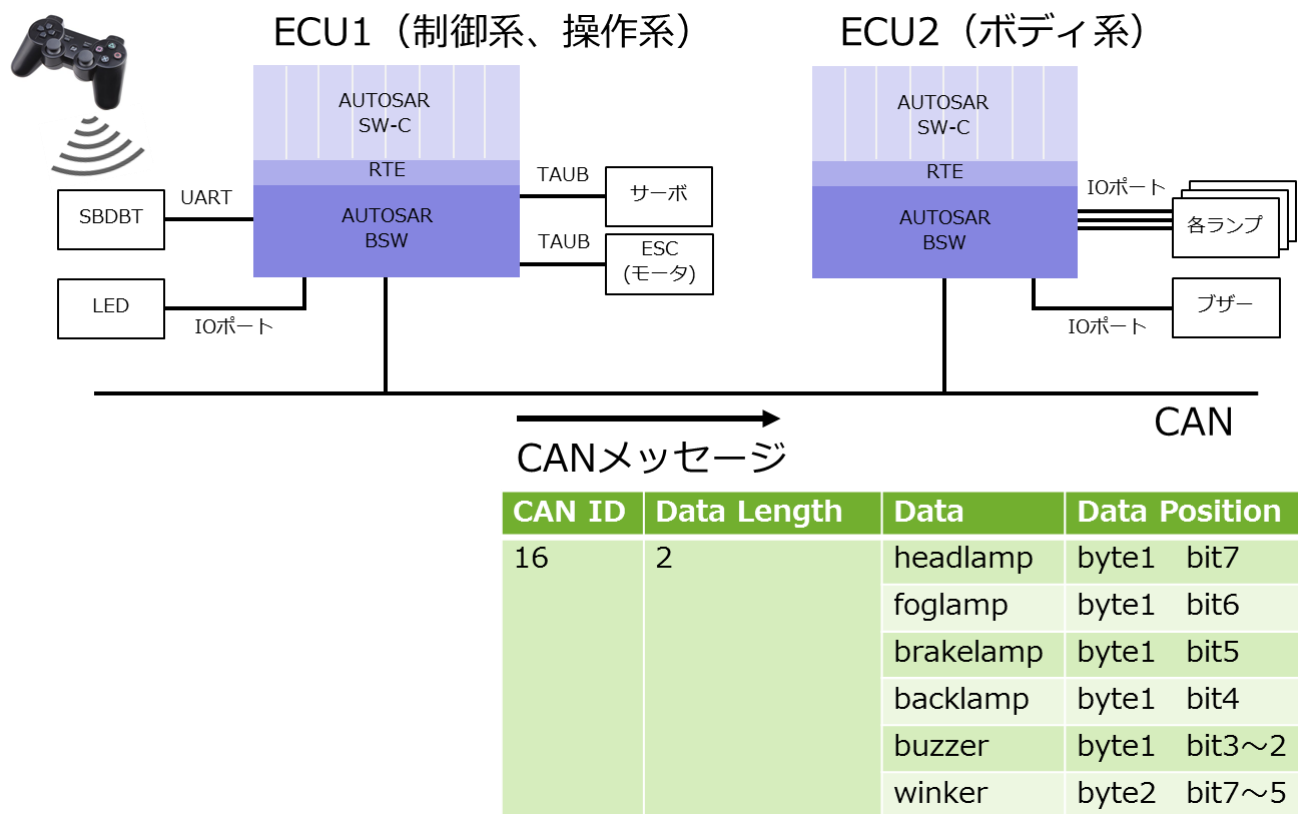 ECU1（制御系、操作系）
ECU2（ボディ系）
AUTOSAR
SW-C
RTE
AUTOSAR
BSW
SBDBT
UART
LED
IOポート
TAUB
サーボ
TAUB
ESC
(モータ)
AUTOSAR
SW-C
RTE
AUTOSAR
BSW
IOポート
各ランプ
IOポート
ブザー
CAN
CANメッセージ
CAN ID Data Length Data Data Position
16 2 headlamp byte1 bit7
foglamp byte1 bit6
brakelamp byte1 bit5
backlamp byte1 bit4
buzzer byte1 bit3～2
winker byte2 bit7～5